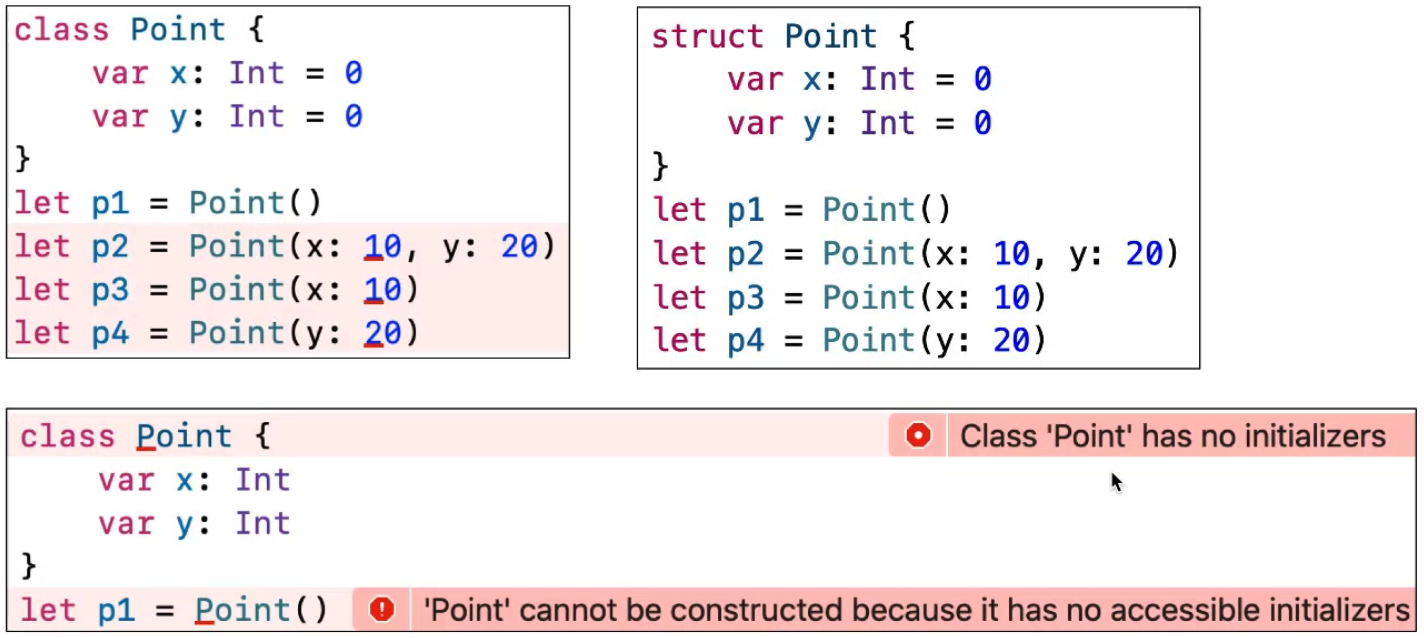 class Point {
    var x: Int = 0
    var y: Int = 0
}
let p1 = Point()
let p2 = Point(x: 10, y: 20)
let p3 = Point(x: 10)
let p4 = Point(y: 20)
struct Point {
    var x: Int = 0
    var y: Int = 0
}
let p1 = Point()
let p2 = Point(x: 10, y: 20)
let p3 = Point(x: 10)
let p4 = Point(y: 20)
class Point { Class 'Point' has no initializers
    var x: Int
    var y: Int
}
let p1 = Point() 'Point' cannot be constructed because it has no accessible initializers